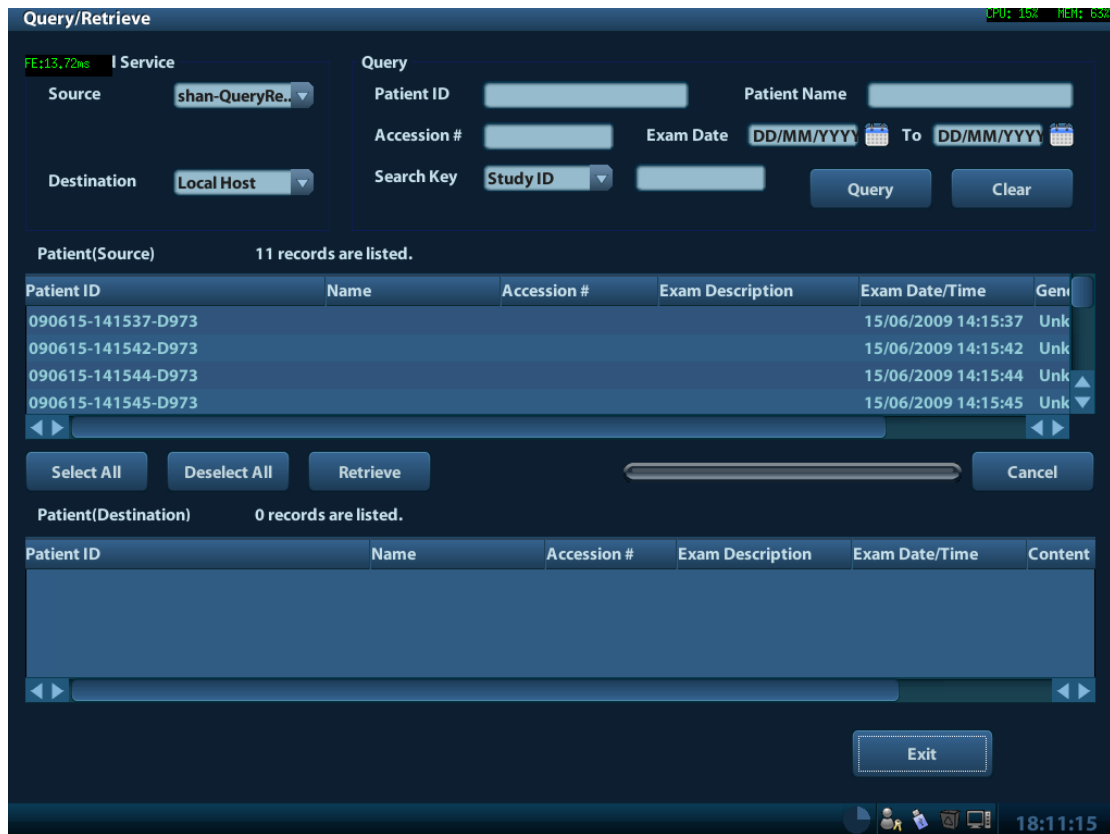 Query/Retrieve
CPU: 15% MEM: 63%
FE:13,72ms l Service
Query
Source shan-QueryRe..
Patient ID
Patient Name
Accession #
Exam Date DD/MM/YYYY To DD/MM/YYYY
Destination Local Host
Search Key Study ID
Query Clear
Patient(Source) 11 records are listed.
Patient ID Name Accession # Exam Description Exam Date/Time Gen
090615-141537-D973 15/06/2009 14:15:37 Unk
090615-141542-D973 15/06/2009 14:15:42 Unk
090615-141544-D973 15/06/2009 14:15:44 Unk
090615-141545-D973 15/06/2009 14:15:45 Unk
Select All Deselect All Retrieve Cancel
Patient(Destination) 0 records are listed.
Patient ID Name Accession # Exam Description Exam Date/Time Content
Exit
18:11:15